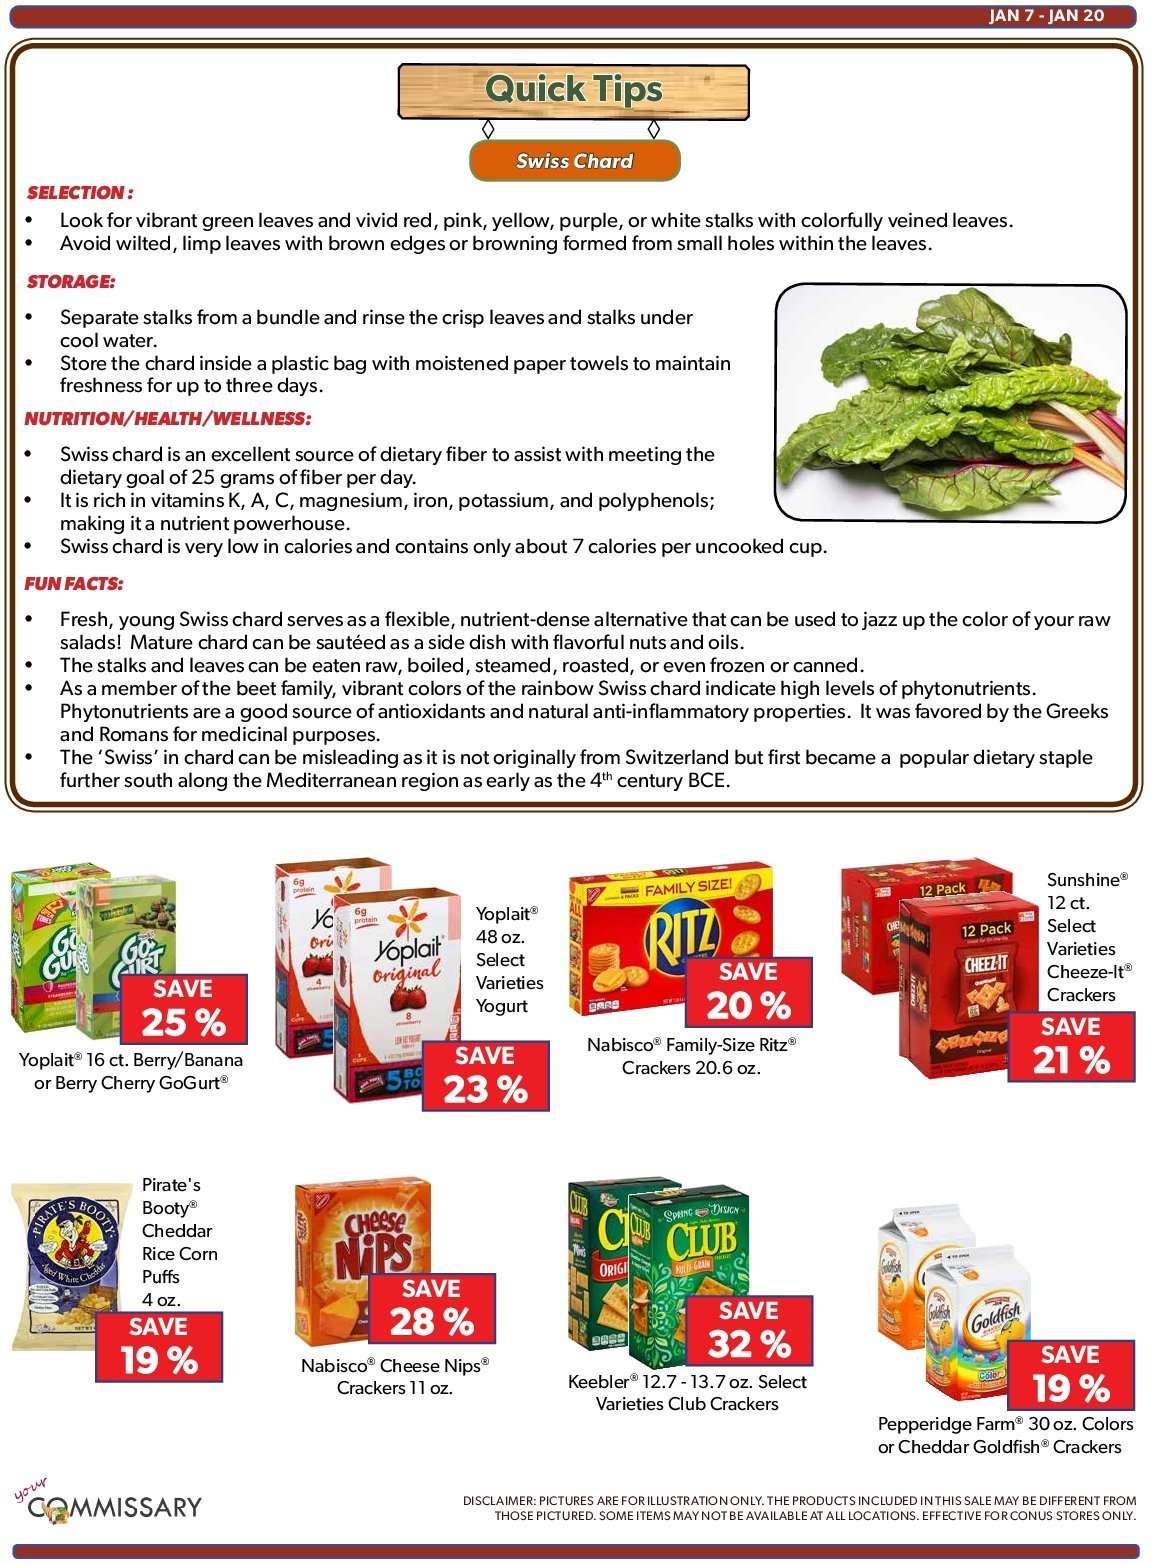 JAN 7 - JAN 20
Quick Tips
Swiss Chard
SELECTION :
• Look for vibrant green leaves and vivid red, pink, yellow, purple, or white stalks with colorfully veined leaves.
• Avoid wilted, limp leaves with brown edges or browning formed from small holes within the leaves.
STORAGE:
• Separate stalks from a bundle and rinse the crisp leaves and stalks under
cool water.
• Store the chard inside a plastic bag with moistened paper towels to maintain
freshness for up to three days.
NUTRITION/HEALTH/WELLNESS:
• Swiss chard is an excellent source of dietary fiber to assist with meeting the
dietary goal of 25 grams of fiber per day.
• It is rich in vitamins K, A, C, magnesium, iron, potassium, and polyphenols;
making it a nutrient powerhouse.
• Swiss chard is very low in calories and contains only about 7 calories per uncooked cup.
FUN FACTS:
• Fresh, young Swiss chard serves as a flexible, nutrient-dense alternative that can be used to jazz up the color of your raw
salads! Mature chard can be sautéed as a side dish with flavorful nuts and oils.
• The stalks and leaves can be eaten raw, boiled, steamed, roasted, or even frozen or canned.
• As a member of the beet family, vibrant colors of the rainbow Swiss chard indicate high levels of phytonutrients.
Phytonutrients are a good source of antioxidants and natural anti-inflammatory properties. It was favored by the Greeks
and Romans for medicinal purposes.
• The ‘Swiss’ in chard can be misleading as it is not originally from Switzerland but first became a popular dietary staple
further south along the Mediterranean region as early as the 4th century BCE.
GO-GURT
SAVE
25 %
Yoplait® 16 ct. Berry/Banana
or Berry Cherry GoGurt®
6g
protein
6g
protein
Yoplait
original
4
strawberry
8
strawberry
SAVE
23 %
Yoplait®
48 oz.
Select
Varieties
Yogurt
FAMILY SIZE!
RITZ
SAVE
20 %
Nabisco® Family-Size Ritz®
Crackers 20.6 oz.
12 Pack
12 Pack
CHEEZ-IT
Original
SAVE
21 %
Sunshine®
12 ct.
Select
Varieties
Cheeze-It®
Crackers
PIRATE'S BOOTY
Aged White Cheddar
SAVE
19 %
Pirate's
Booty®
Cheddar
Rice Corn
Puffs
4 oz.
CHEESE
NIPS
SAVE
28 %
Nabisco® Cheese Nips®
Crackers 11 oz.
CLUB
SPRING DESIGN
CLUB
MULTI-GRAIN
SAVE
32 %
Keebler® 12.7 - 13.7 oz. Select
Varieties Club Crackers
TO OPEN
TO OPEN
Goldfish
Goldfish
Colors
SAVE
19 %
Pepperidge Farm® 30 oz. Colors
or Cheddar Goldfish® Crackers
your
COMMISSARY
DISCLAIMER: PICTURES ARE FOR ILLUSTRATION ONLY. THE PRODUCTS INCLUDED IN THIS SALE MAY BE DIFFERENT FROM
THOSE PICTURED. SOME ITEMS MAY NOT BE AVAILABLE AT ALL LOCATIONS. EFFECTIVE FOR CONUS STORES ONLY.